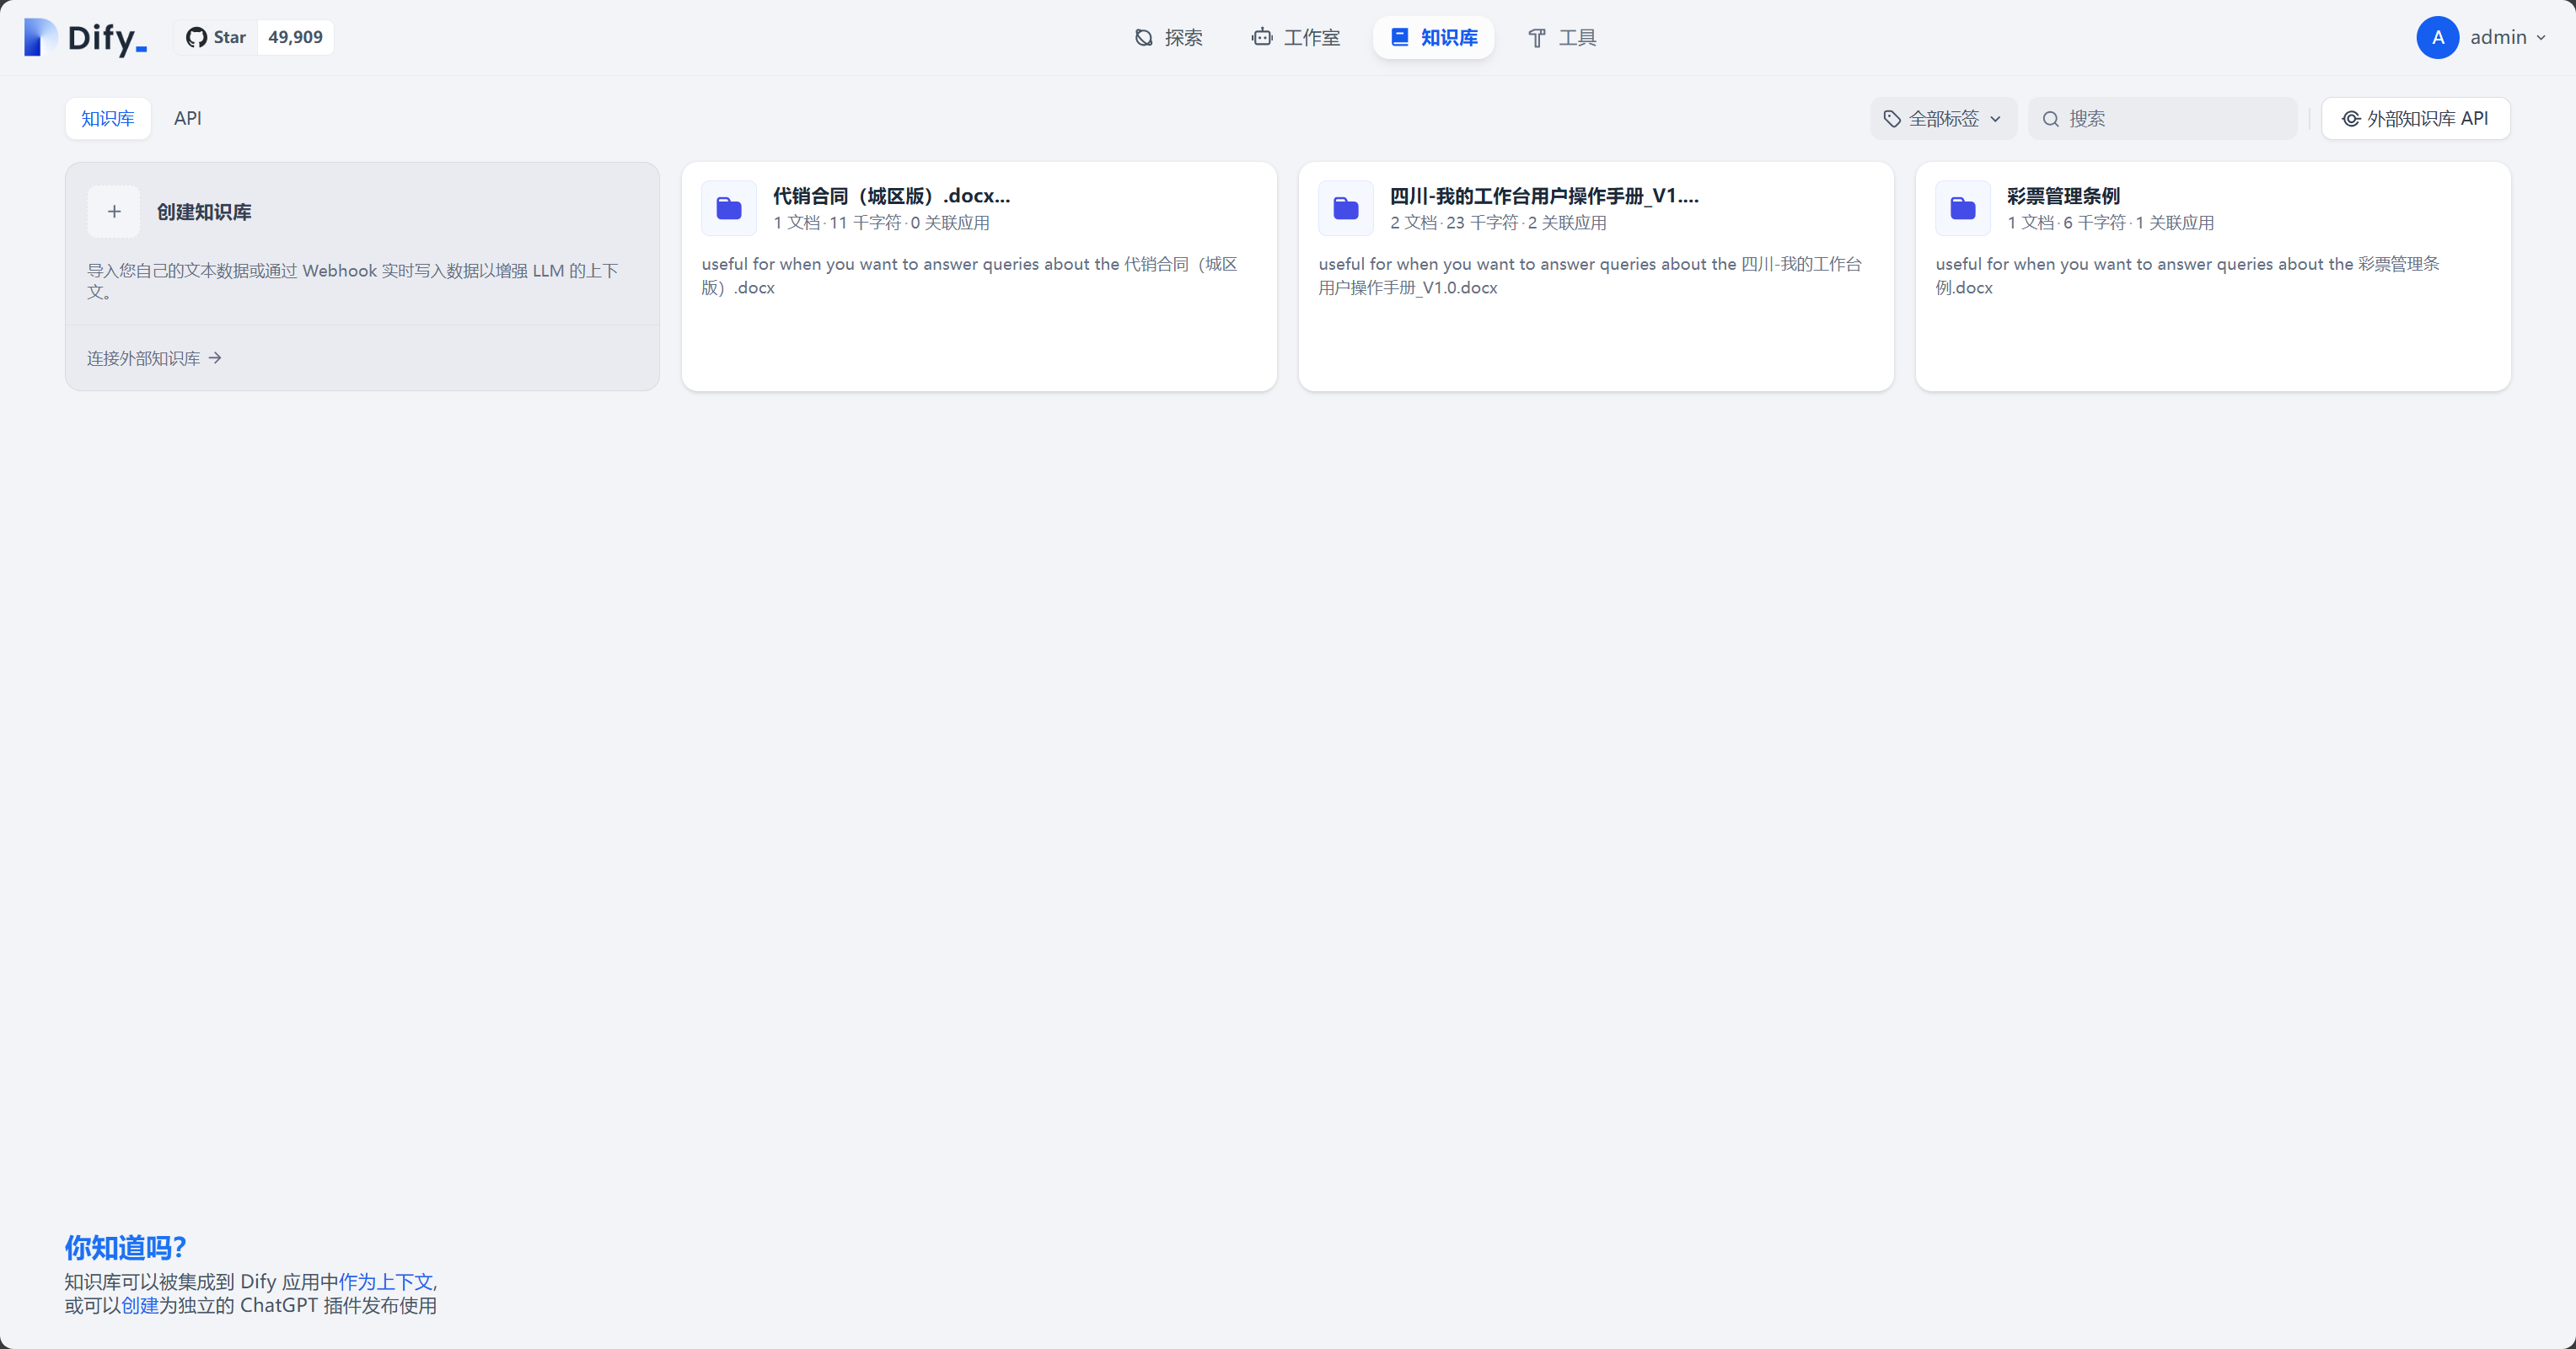 Dify_
Star 49,909
探索
工作室
知识库
工具
A admin
知识库
API
全部标签
搜索
外部知识库 API
创建知识库
导入您自己的文本数据或通过 Webhook 实时写入数据以增强 LLM 的上下
文。
连接外部知识库
代销合同（城区版）.docx...
1 文档·11 千字符·0 关联应用
useful for when you want to answer queries about the 代销合同（城区
版）.docx
四川-我的工作台用户操作手册_V1....
2 文档·23 千字符·2 关联应用
useful for when you want to answer queries about the 四川-我的工作台
用户操作手册_V1.0.docx
彩票管理条例
1 文档·6 千字符·1 关联应用
useful for when you want to answer queries about the 彩票管理条
例.docx
你知道吗？
知识库可以被集成到 Dify 应用中作为上下文,
或可以创建为独立的 ChatGPT 插件发布使用